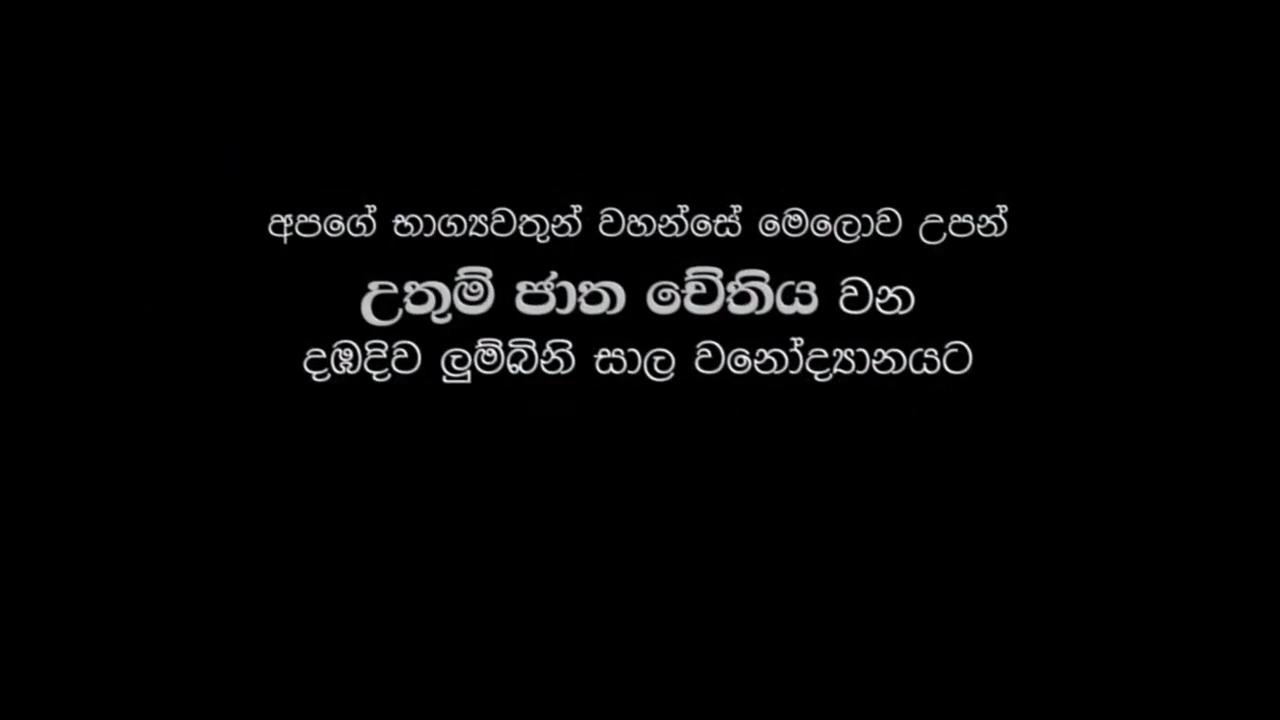 අපගේ භාග්‍යවතුන් වහන්සේ මෙලොව උපන්
උතුම් ජාත චේතිය වන
දඹදිව ලුම්බිනි සාල වනෝද්‍යානයට